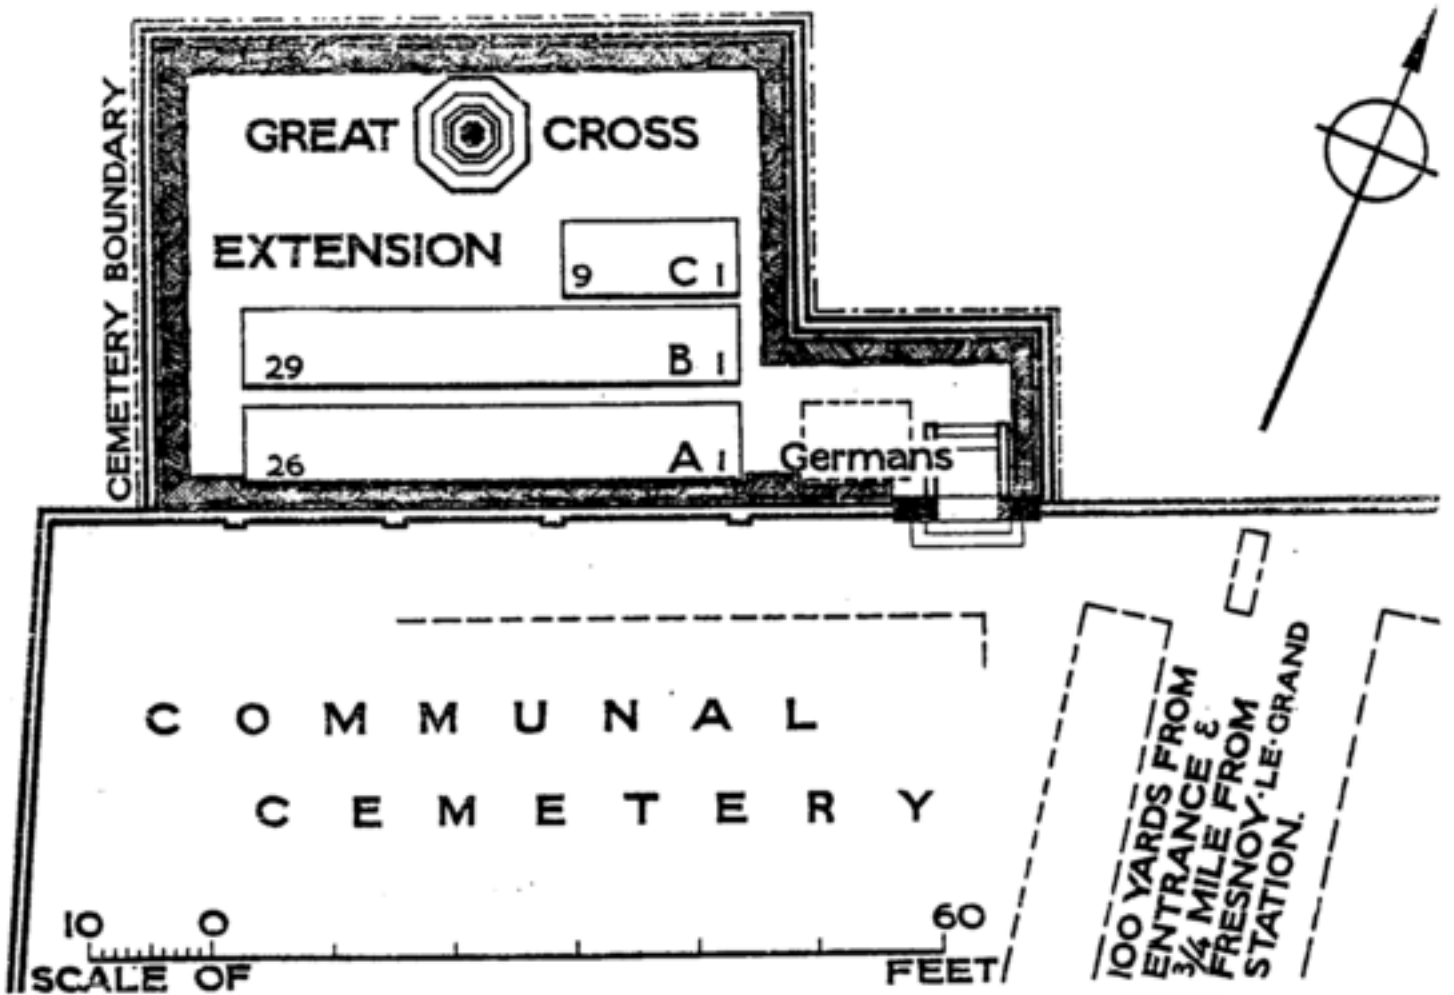 CEMETERY BOUNDARY
GREAT CROSS
EXTENSION
9 C 1
29 B 1
26 A 1
Germans
COMMUNAL
CEMETERY
100 YARDS FROM
ENTRANCE &
3/4 MILE FROM
FRESNOY·LE·GRAND
STATION.
10 0 60
SCALE OF FEET